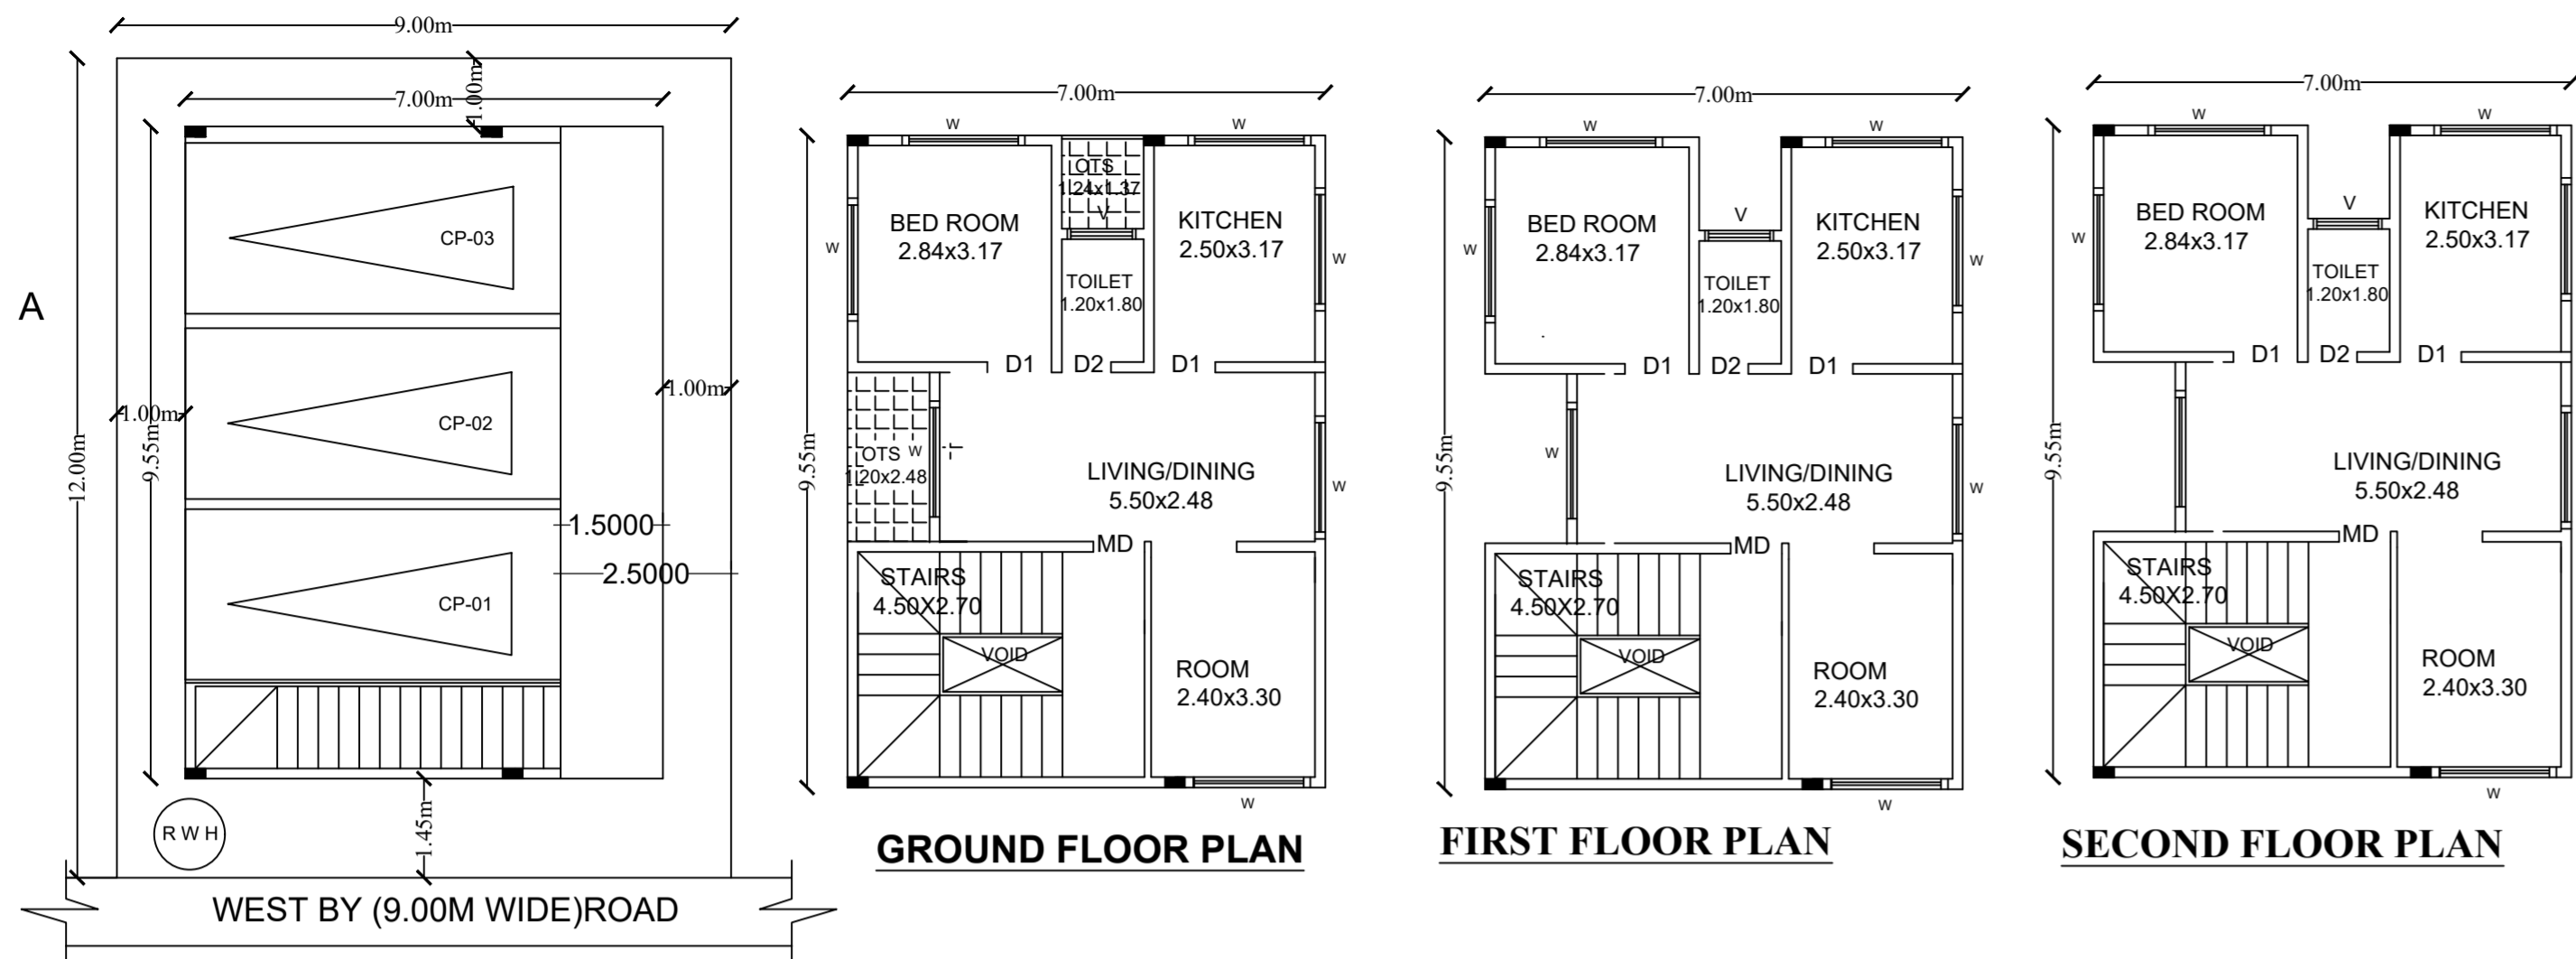 9.00m
1.00m
7.00m
CP-03
A
CP-02
1.00m
1.00m
12.00m
9.55m
1.5000
2.5000
CP-01
1.45m
R W H
WEST BY (9.00M WIDE)ROAD
7.00m
W
W
OTS
1.24x1.37
V
BED ROOM
2.84x3.17
KITCHEN
2.50x3.17
W
W
TOILET
1.20x1.80
D1
D2
D1
9.55m
OTS
W
1.20x2.48
LIVING/DINING
5.50x2.48
W
MD
STAIRS
4.50X2.70
VOID
ROOM
2.40x3.30
W
GROUND FLOOR PLAN
7.00m
W
W
V
BED ROOM
2.84x3.17
KITCHEN
2.50x3.17
W
W
TOILET
1.20x1.80
D1
D2
D1
9.55m
W
LIVING/DINING
5.50x2.48
W
MD
STAIRS
4.50X2.70
VOID
ROOM
2.40x3.30
W
FIRST FLOOR PLAN
7.00m
W
W
V
BED ROOM
2.84x3.17
KITCHEN
2.50x3.17
W
TOILET
1.20x1.80
D1
D2
D1
9.55m
LIVING/DINING
5.50x2.48
MD
STAIRS
4.50X2.70
VOID
ROOM
2.40x3.30
W
SECOND FLOOR PLAN